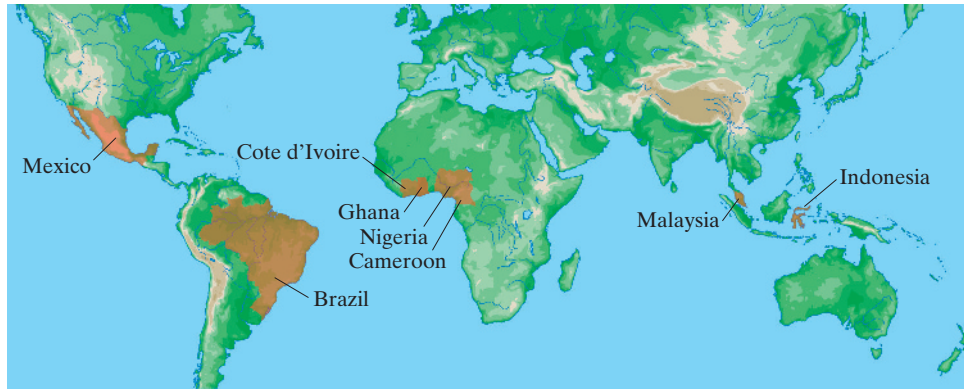 Mexico
Cote d'Ivoire
Ghana
Nigeria
Cameroon
Brazil
Indonesia
Malaysia